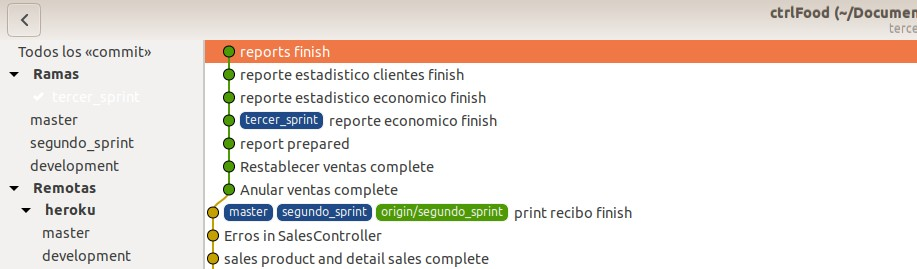 ctrlFood (~/Documen
terce
Todos los «commit»
Ramas
tercer_sprint
master
segundo_sprint
development
Remotas
heroku
master
development
reports finish
reporte estadistico clientes finish
reporte estadistico economico finish
tercer_sprint reporte economico finish
report prepared
Restablecer ventas complete
Anular ventas complete
master segundo_sprint origin/segundo_sprint print recibo finish
Erros in SalesController
sales product and detail sales complete